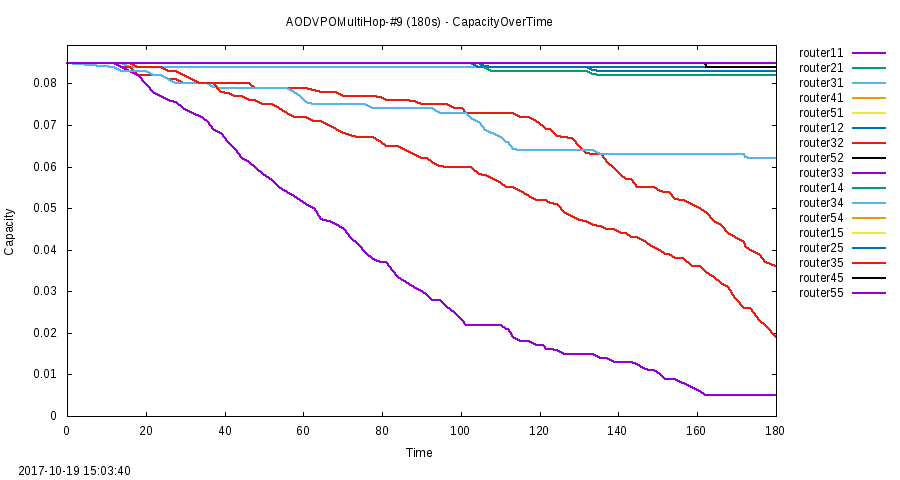 AODVPOMultiHop-#9 (180s) - CapacityOverTime
router11
router21
router31
router41
router51
router12
router32
router52
router33
router14
router34
router54
router15
router25
router35
router45
router55
Capacity
0.08
0.07
0.06
0.05
0.04
0.03
0.02
0.01
0
0 20 40 60 80 100 120 140 160 180
Time
2017-10-19 15:03:40